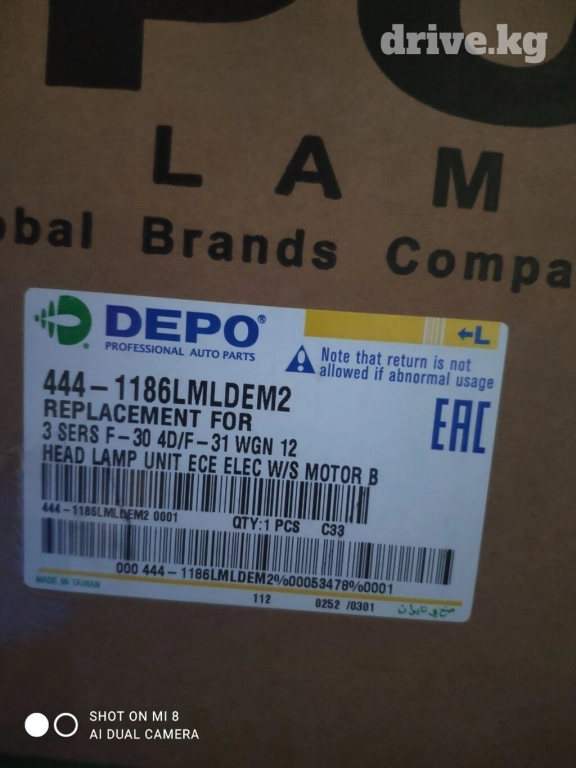 drive.kg
L A M
Brands Compa
DEPO®
PROFESSIONAL AUTO PARTS
←L
Note that return is not
allowed if abnormal usage
444-1186LMLDEM2
REPLACEMENT FOR
3 SERS F-30 4D/F-31 WGN 12
HEAD LAMP UNIT ECE ELEC W/S MOTOR B
EAC
444-1186LMLDEM2 0001
QTY:1 PCS C33
000 444-1186LMLDEM2%00053478%0001
MADE IN TAIWAN
112 0252 /0301
صنع في تايوان
SHOT ON MI 8
AI DUAL CAMERA